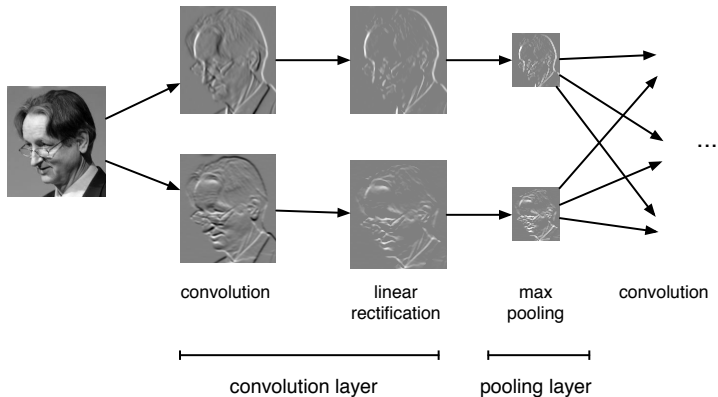 ...
convolution
linear
rectification
max
pooling
convolution
convolution layer
pooling layer